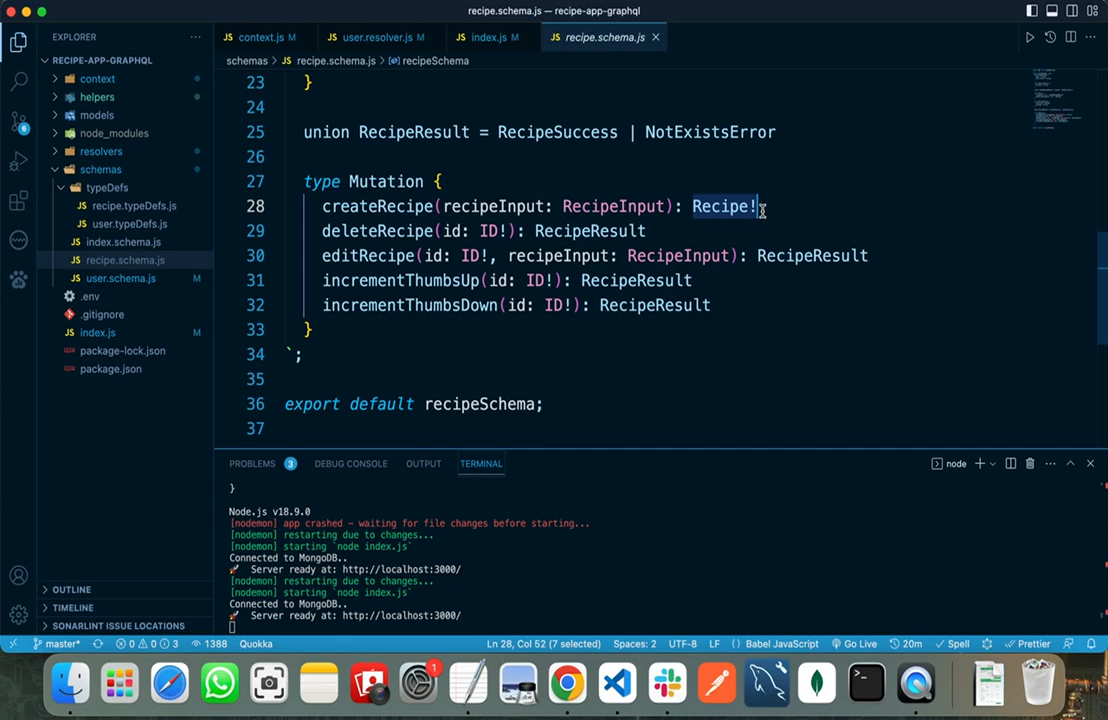 recipe.schema.js — recipe-app-graphql
EXPLORER
JS context.js M
JS user.resolver.js M
JS index.js M
JS recipe.schema.js
schemas > JS recipe.schema.js > recipeSchema
RECIPE-APP-GRAPHQL
context
helpers
models
node_modules
resolvers
schemas
typeDefs
JS recipe.typeDefs.js
JS user.typeDefs.js
JS index.schema.js
JS recipe.schema.js
JS user.schema.js M
.env
.gitignore
JS index.js M
package-lock.json
package.json
OUTLINE
TIMELINE
SONARLINT ISSUE LOCATIONS
6
23 }
24
25 union RecipeResult = RecipeSuccess | NotExistsError
26
27 type Mutation {
28 createRecipe(recipeInput: RecipeInput): Recipe!
29 deleteRecipe(id: ID!): RecipeResult
30 editRecipe(id: ID!, recipeInput: RecipeInput): RecipeResult
31 incrementThumbsUp(id: ID!): RecipeResult
32 incrementThumbsDown(id: ID!): RecipeResult
33 }
34 `;
35
36 export default recipeSchema;
37
PROBLEMS 3 DEBUG CONSOLE OUTPUT TERMINAL
node
}
Node.js v18.9.0
[nodemon] app crashed - waiting for file changes before starting...
[nodemon] restarting due to changes...
[nodemon] starting `node index.js`
Connected to MongoDB..
🚀 Server ready at: http://localhost:3000/
[nodemon] restarting due to changes...
[nodemon] starting `node index.js`
Connected to MongoDB..
🚀 Server ready at: http://localhost:3000/
master* 0 0 3 1388 Quokka Ln 28, Col 52 (7 selected) Spaces: 2 UTF-8 LF { } Babel JavaScript Go Live 20m Spell Prettier
1